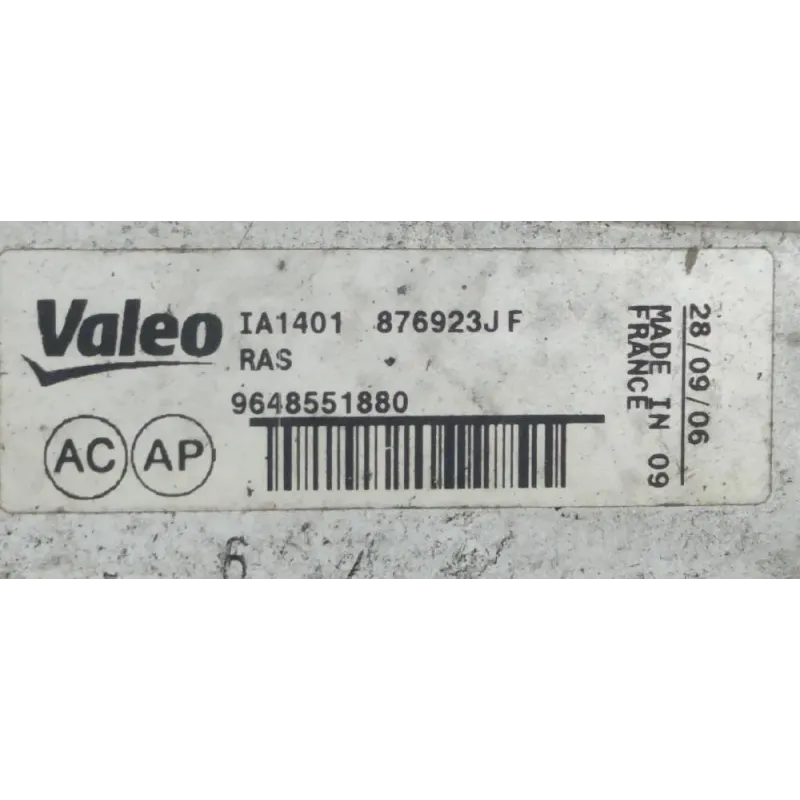 Valeo IA1401 876923J F
RAS
9648551880
AC AP
28/09/06
MADE IN 09
FRANCE
6